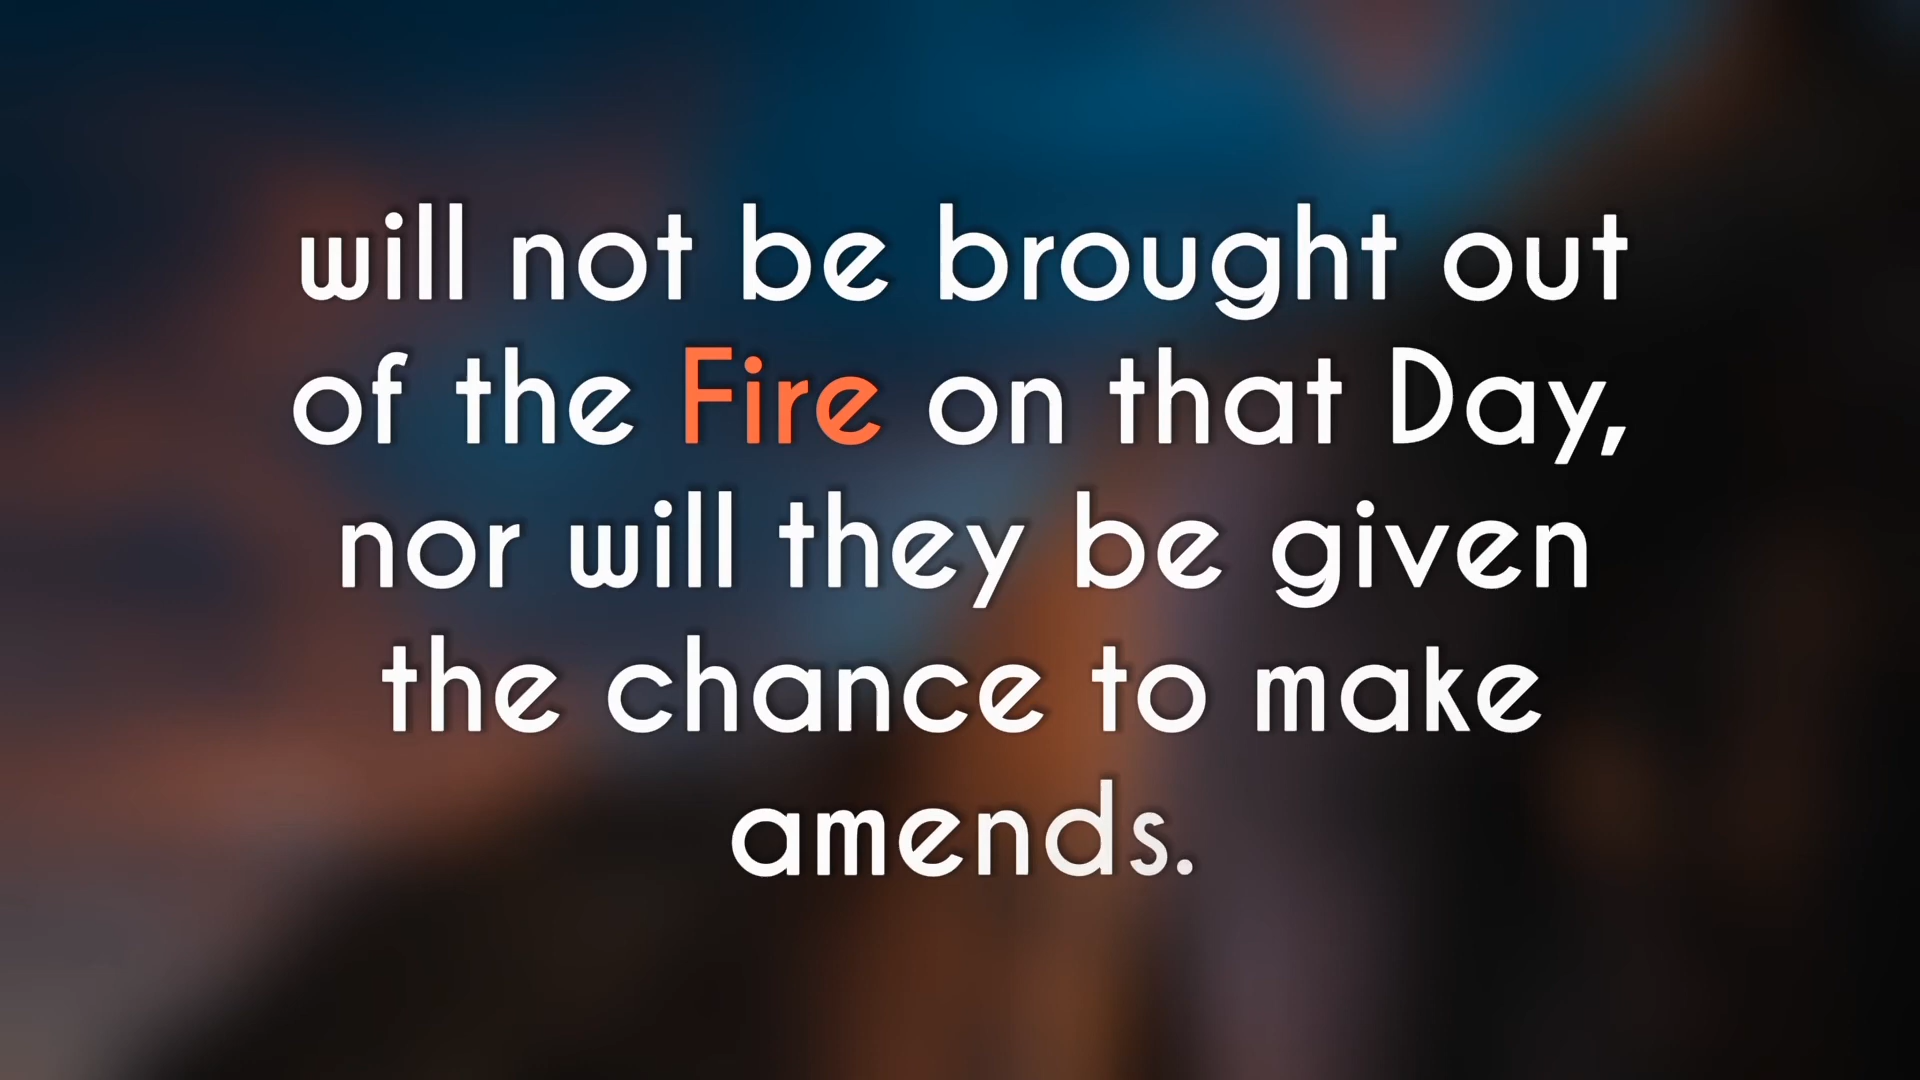 will not be brought out
of the Fire on that Day,
nor will they be given
the chance to make
amends.